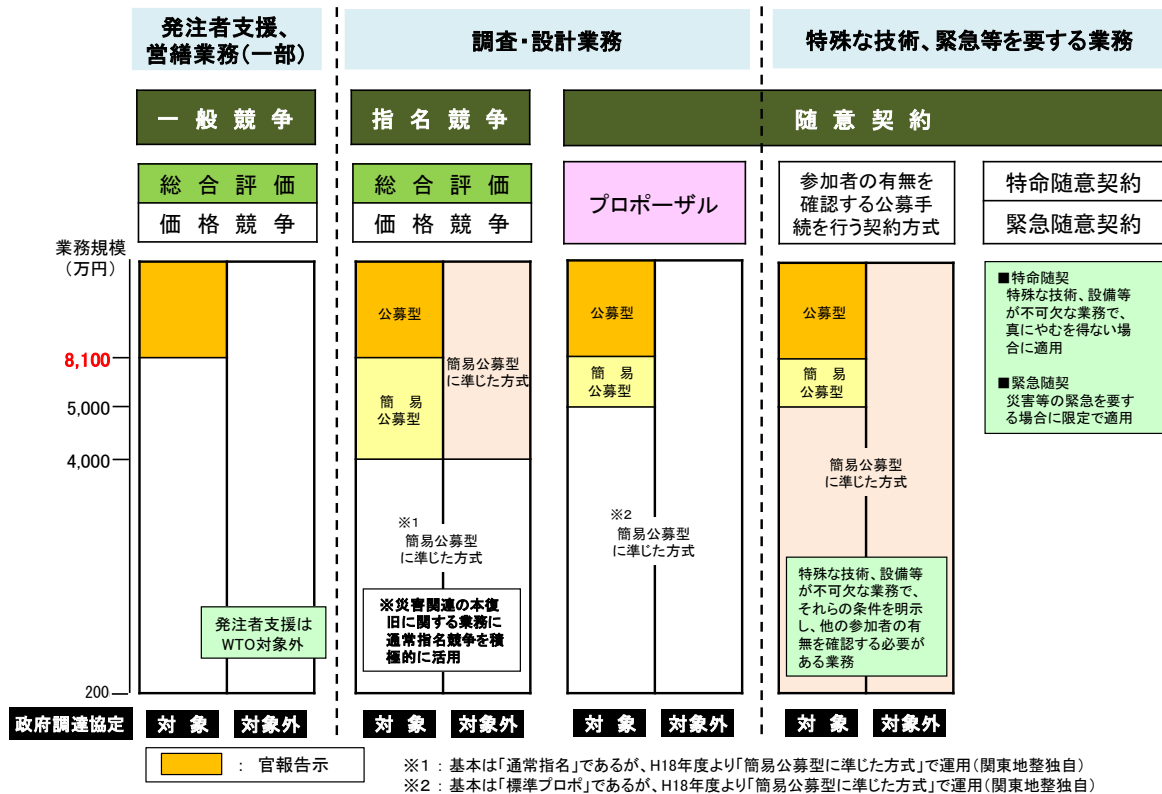 発注者支援、
営繕業務(一部)
調査・設計業務
特殊な技術、緊急等を要する業務
一般競争
指名競争
随意契約
総合評価
価格競争
総合評価
価格競争
プロポーザル
参加者の有無を
確認する公募手
続を行う契約方式
特命随意契約
緊急随意契約
業務規模
(万円)
8,100
5,000
4,000
200
発注者支援は
WTO対象外
公募型
簡易
公募型
簡易公募型
に準じた方式
※1
簡易公募型
に準じた方式
※災害関連の本復
旧に関する業務に
通常指名競争を積
極的に活用
公募型
簡易
公募型
※2
簡易公募型
に準じた方式
公募型
簡易
公募型
簡易公募型
に準じた方式
特殊な技術、設備等
が不可欠な業務で、
それらの条件を明示
し、他の参加者の有
無を確認する必要が
ある業務
■特命随契
特殊な技術、設備等
が不可欠な業務で、
真にやむを得ない場
合に適用
■緊急随契
災害等の緊急を要す
る場合に限定で適用
政府調達協定
対象
対象外
対象
対象外
対象
対象外
対象
対象外
:官報告示
※1:基本は「通常指名」であるが、H18年度より「簡易公募型に準じた方式」で運用(関東地整独自)
※2:基本は「標準プロポ」であるが、H18年度より「簡易公募型に準じた方式」で運用(関東地整独自)